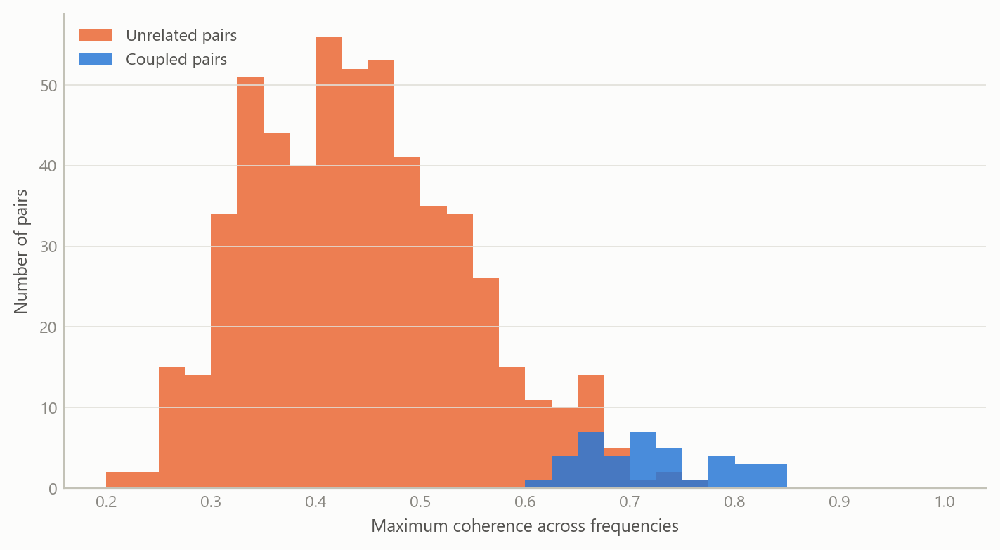 Unrelated pairs
Coupled pairs
Number of pairs
50
40
30
20
10
0
0.2 0.3 0.4 0.5 0.6 0.7 0.8 0.9 1.0
Maximum coherence across frequencies